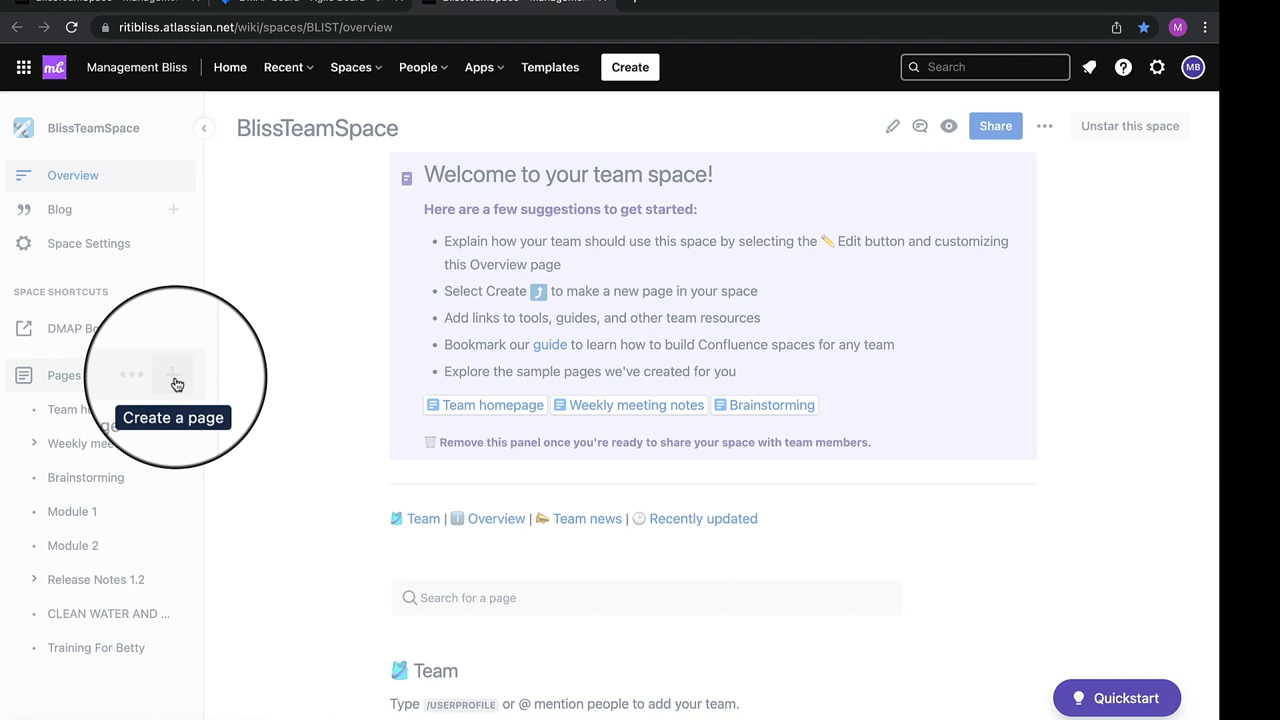 ritibliss.atlassian.net/wiki/spaces/BLIST/overview
M
mb Management Bliss Home Recent Spaces People Apps Templates Create Search MB
BlissTeamSpace
Overview
Blog
Space Settings
SPACE SHORTCUTS
DMAP Bo
Pages
Create a page
Team h
Weekly mee
Brainstorming
Module 1
Module 2
Release Notes 1.2
CLEAN WATER AND ...
Training For Betty
BlissTeamSpace
Share
Unstar this space
Welcome to your team space!
Here are a few suggestions to get started:
• Explain how your team should use this space by selecting the ✏️ Edit button and customizing
this Overview page
• Select Create ⤴️ to make a new page in your space
• Add links to tools, guides, and other team resources
• Bookmark our guide to learn how to build Confluence spaces for any team
• Explore the sample pages we've created for you
Team homepage Weekly meeting notes Brainstorming
Remove this panel once you're ready to share your space with team members.
Team | Overview | Team news | Recently updated
Search for a page
Team
Type /USERPROFILE or @ mention people to add your team.
Quickstart